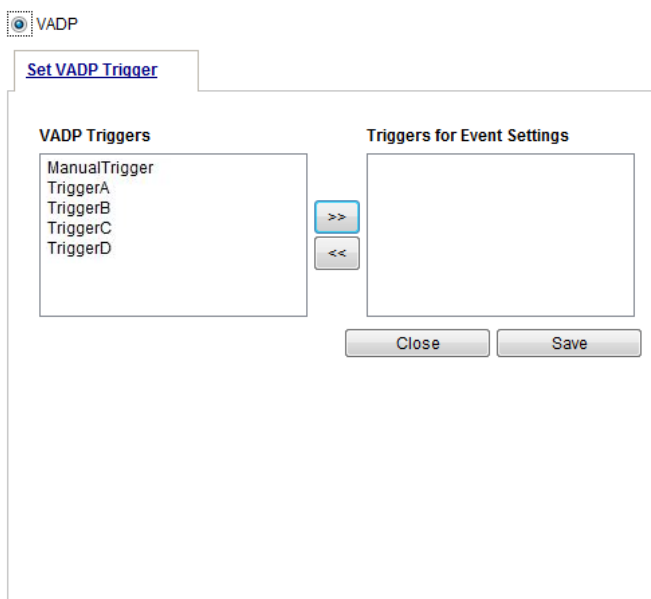 VADP
Set VADP Trigger
VADP Triggers
Triggers for Event Settings
ManualTrigger
TriggerA
TriggerB
TriggerC
TriggerD
>>
<<
Close
Save